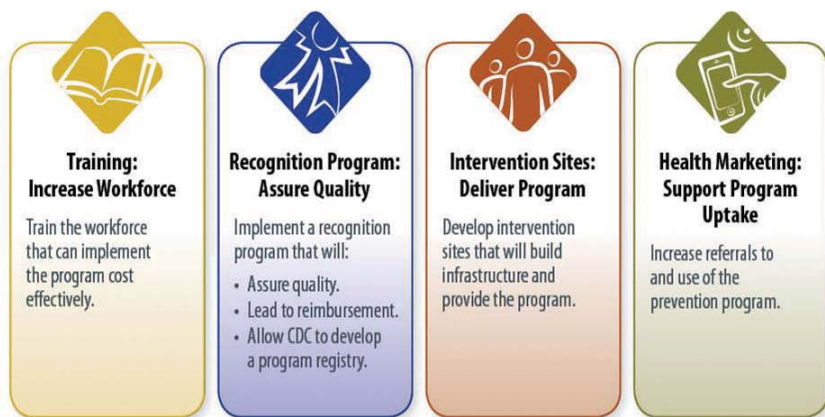 Training:
Increase Workforce
Train the workforce
that can implement
the program cost
effectively.
Recognition Program:
Assure Quality
Implement a recognition
program that will:
• Assure quality.
• Lead to reimbursement.
• Allow CDC to develop
a program registry.
Intervention Sites:
Deliver Program
Develop intervention
sites that will build
infrastructure and
provide the program.
Health Marketing:
Support Program
Uptake
Increase referrals to
and use of the
prevention program.